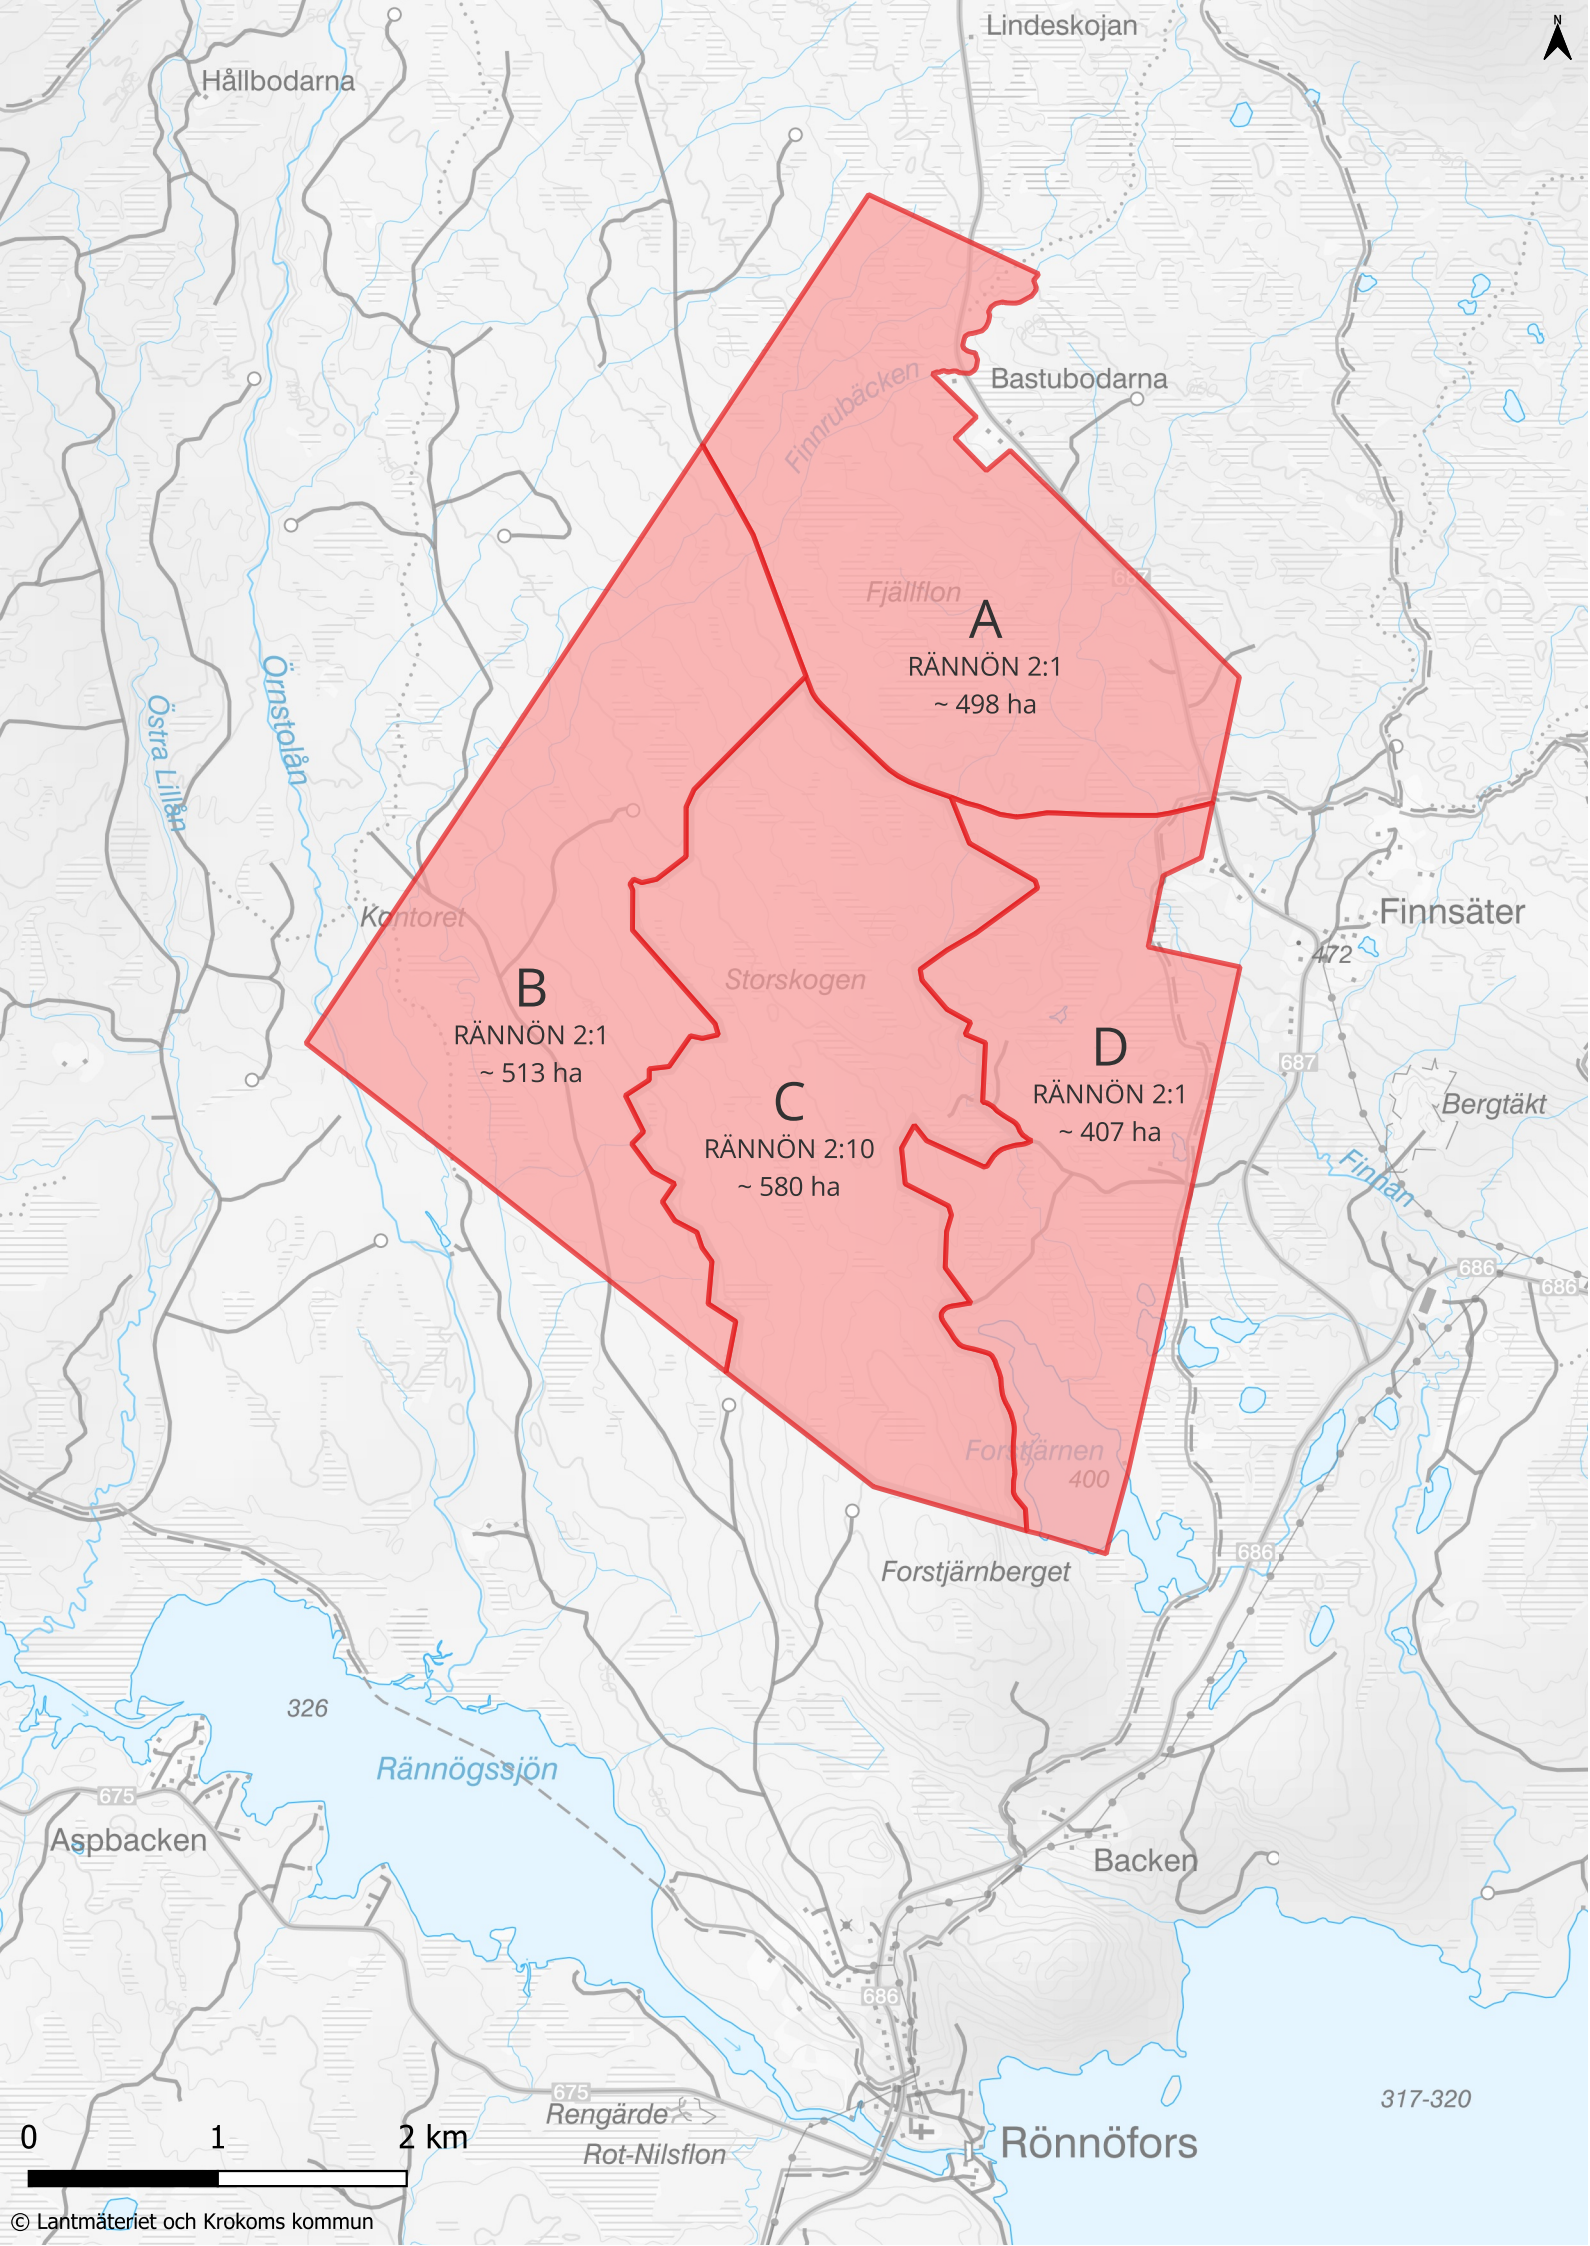 Lindeskojan
N
Hållbodarna
Finnrubäcken
Bastubodarna
687
Fjällflon
A
RÄNNÖN 2:1
~ 498 ha
Örnstolån
Östra Lillån
Kontoret
Finnsäter
472
Storskogen
B
RÄNNÖN 2:1
~ 513 ha
D
RÄNNÖN 2:1
~ 407 ha
687
C
RÄNNÖN 2:10
~ 580 ha
Bergtäkt
Finnån
686
686
Forstjärnen
400
686
Forstjärnberget
326
Rännögssjön
675
Aspbacken
Backen
686
675
Rengärde
Rot-Nilsflon
317-320
Rönnöfors
0 1 2 km
© Lantmäteriet och Krokoms kommun